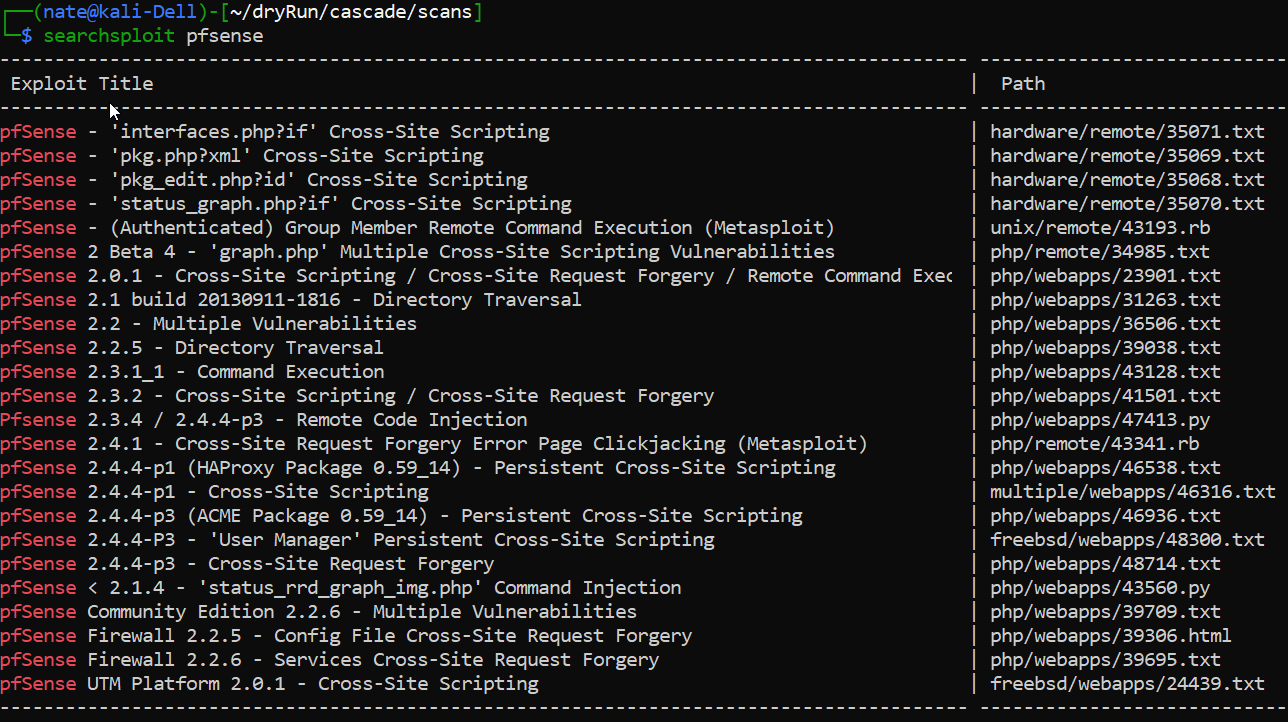 ┌──(nate@kali-Dell)-[~/dryRun/cascade/scans]
└─$ searchsploit pfsense
---------------------------------------------------------------------------------------- ----------------------------
 Exploit Title | Path
---------------------------------------------------------------------------------------- ----------------------------
pfSense - 'interfaces.php?if' Cross-Site Scripting | hardware/remote/35071.txt
pfSense - 'pkg.php?xml' Cross-Site Scripting | hardware/remote/35069.txt
pfSense - 'pkg_edit.php?id' Cross-Site Scripting | hardware/remote/35068.txt
pfSense - 'status_graph.php?if' Cross-Site Scripting | hardware/remote/35070.txt
pfSense - (Authenticated) Group Member Remote Command Execution (Metasploit) | unix/remote/43193.rb
pfSense 2 Beta 4 - 'graph.php' Multiple Cross-Site Scripting Vulnerabilities | php/remote/34985.txt
pfSense 2.0.1 - Cross-Site Scripting / Cross-Site Request Forgery / Remote Command Exec | php/webapps/23901.txt
pfSense 2.1 build 20130911-1816 - Directory Traversal | php/webapps/31263.txt
pfSense 2.2 - Multiple Vulnerabilities | php/webapps/36506.txt
pfSense 2.2.5 - Directory Traversal | php/webapps/39038.txt
pfSense 2.3.1_1 - Command Execution | php/webapps/43128.txt
pfSense 2.3.2 - Cross-Site Scripting / Cross-Site Request Forgery | php/webapps/41501.txt
Pfsense 2.3.4 / 2.4.4-p3 - Remote Code Injection | php/webapps/47413.py
pfSense 2.4.1 - Cross-Site Request Forgery Error Page Clickjacking (Metasploit) | php/remote/43341.rb
pfSense 2.4.4-p1 (HAProxy Package 0.59_14) - Persistent Cross-Site Scripting | php/webapps/46538.txt
pfSense 2.4.4-p1 - Cross-Site Scripting | multiple/webapps/46316.txt
pfSense 2.4.4-p3 (ACME Package 0.59_14) - Persistent Cross-Site Scripting | php/webapps/46936.txt
pfSense 2.4.4-P3 - 'User Manager' Persistent Cross-Site Scripting | freebsd/webapps/48300.txt
pfSense 2.4.4-p3 - Cross-Site Request Forgery | php/webapps/48714.txt
pfSense < 2.1.4 - 'status_rrd_graph_img.php' Command Injection | php/webapps/43560.py
pfSense Community Edition 2.2.6 - Multiple Vulnerabilities | php/webapps/39709.txt
pfSense Firewall 2.2.5 - Config File Cross-Site Request Forgery | php/webapps/39306.html
pfSense Firewall 2.2.6 - Services Cross-Site Request Forgery | php/webapps/39695.txt
pfSense UTM Platform 2.0.1 - Cross-Site Scripting | freebsd/webapps/24439.txt
---------------------------------------------------------------------------------------- ----------------------------